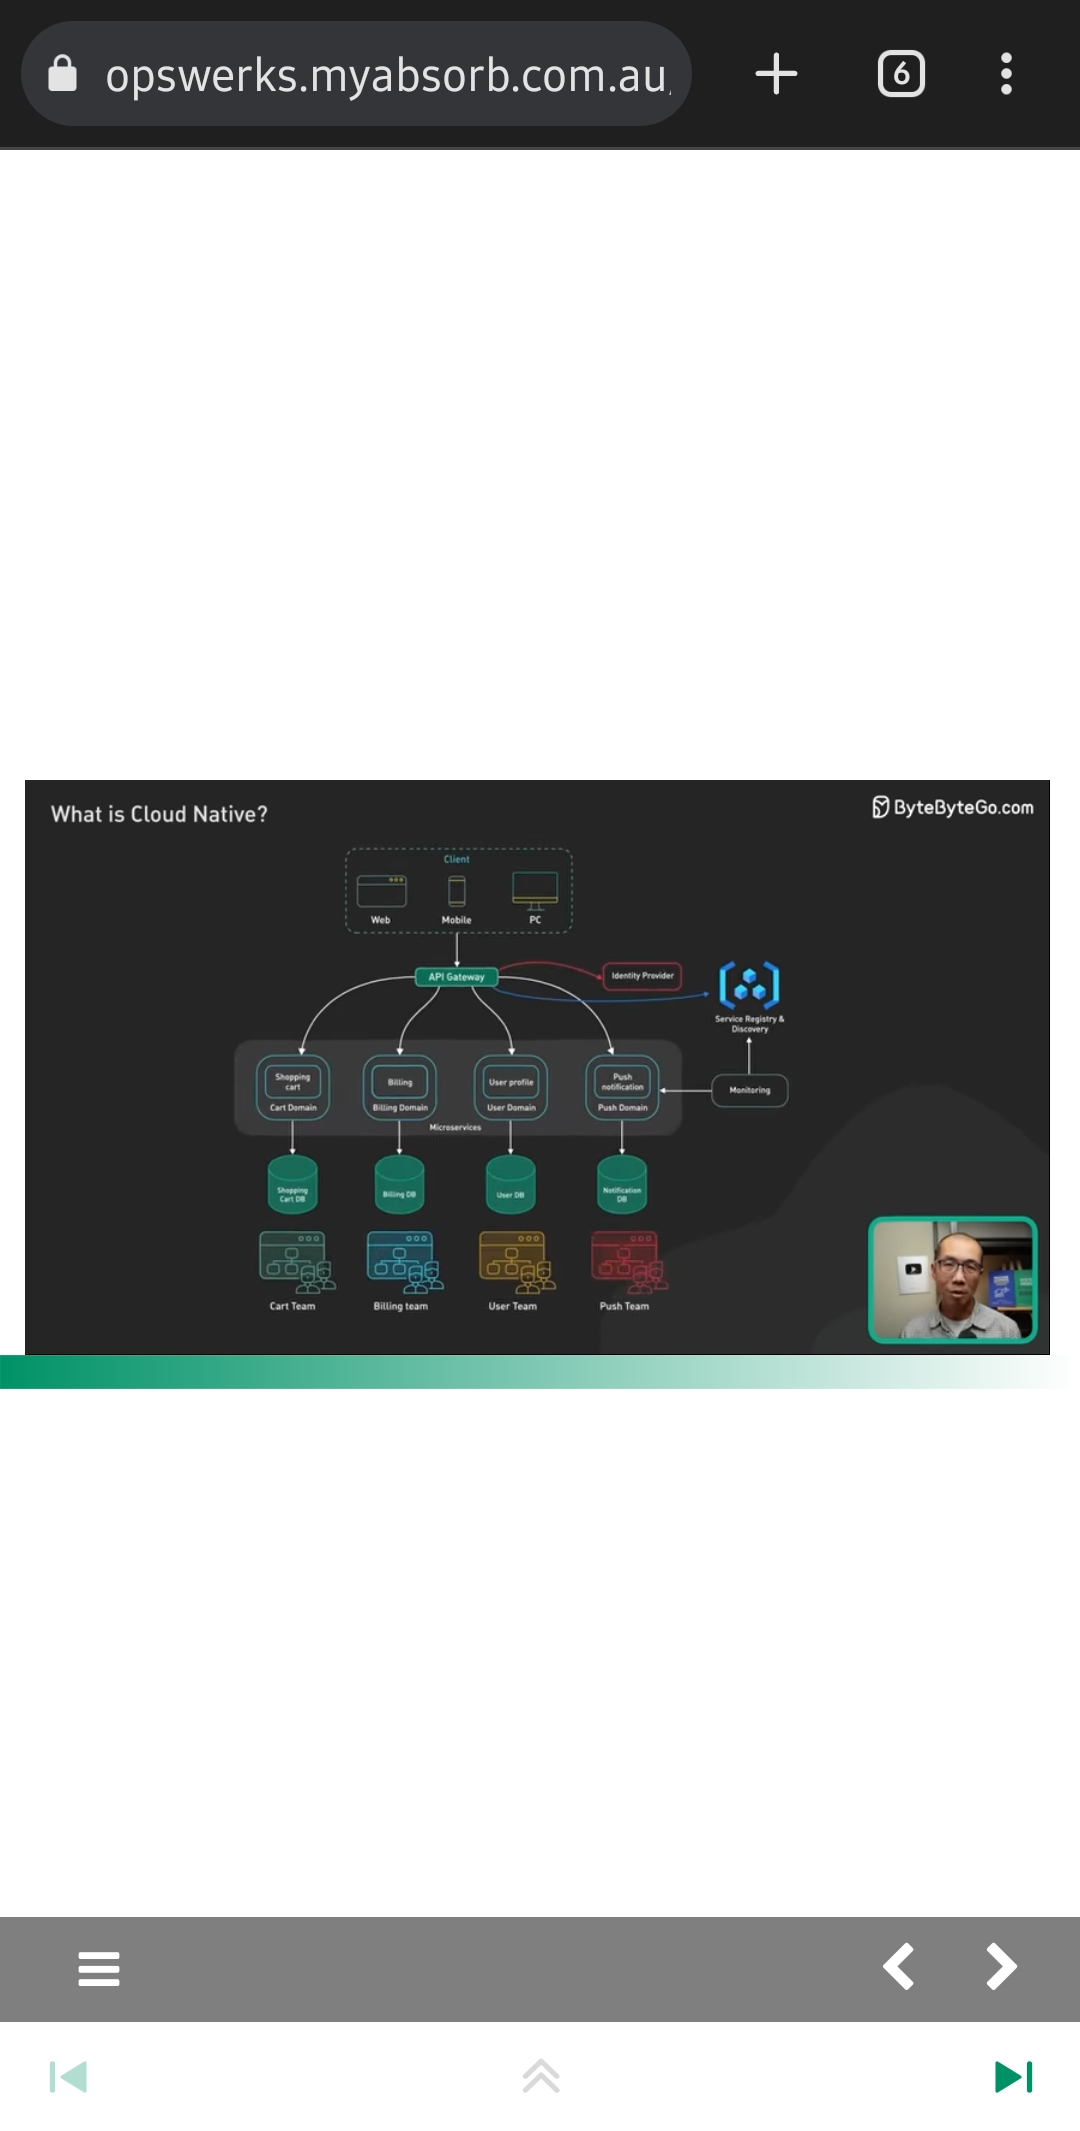 opswerks.myabsorb.com.au
6
What is Cloud Native?
ByteByteGo.com
Client
Web
Mobile
PC
API Gateway
Identity Provider
Service Registry &
Discovery
Shopping
cart
Cart Domain
Billing
Billing Domain
User profile
User Domain
Push
notification
Push Domain
Monitoring
Microservices
Shopping
Cart DB
Billing DB
User DB
Notification
DB
Cart Team
Billing team
User Team
Push Team